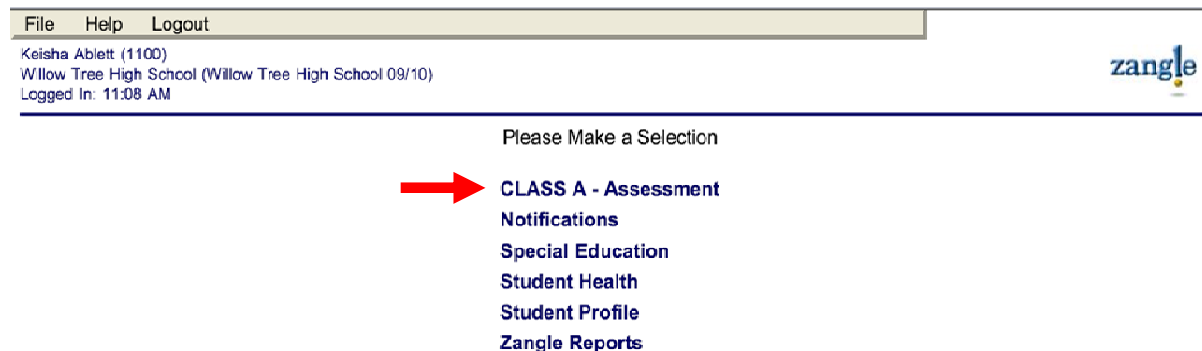 File Help Logout
Keisha Ablett (1100)
Willow Tree High School (Willow Tree High School 09/10)
Logged In: 11:08 AM
zangle
Please Make a Selection
CLASS A - Assessment
Notifications
Special Education
Student Health
Student Profile
Zangle Reports